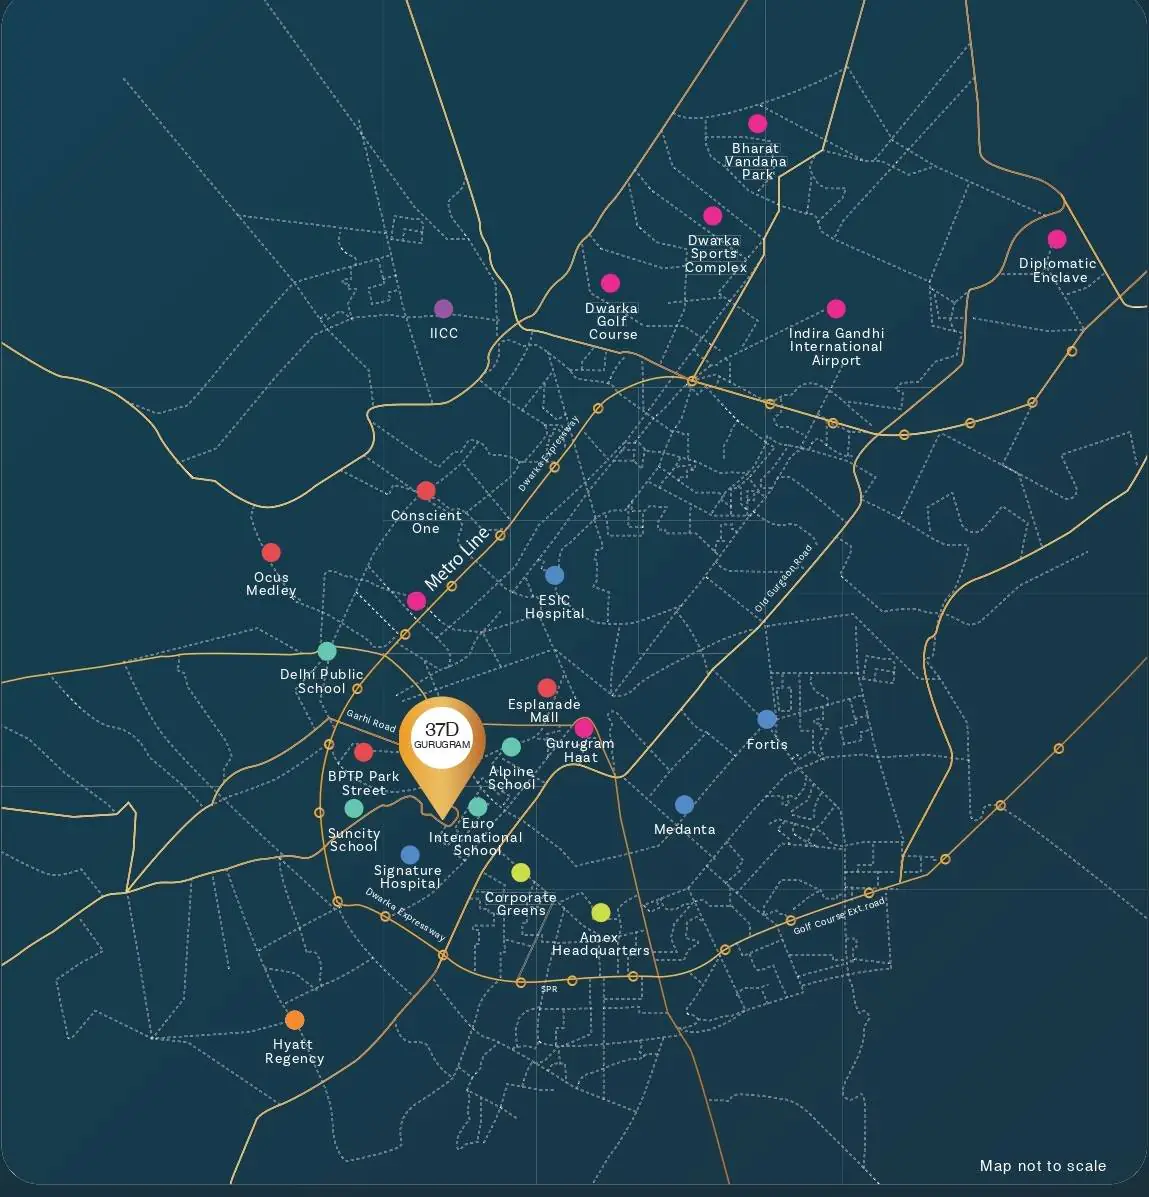 Bharat
Vandana
Park
Dwarka
Sports
Complex
Diplomatic
Enclave
Dwarka
Golf
Course
IICC
Indira Gandhi
International
Airport
Dwarka Expressway
Conscient
One
Metro Line
Ocus
Medley
ESIC
Hospital
Old Gurgaon Road
Delhi Public
School
Esplanade
Mall
Garhi Road
37D
GURUGRAM
Gurugram
Haat
Fortis
BPTP Park
Street
Alpine
School
Suncity
School
Euro
International
School
Medanta
Signature
Hospital
Corporate
Greens
Dwarka Expressway
Golf Course Ext.road
Amex
Headquarters
SPR
Hyatt
Regency
Map not to scale